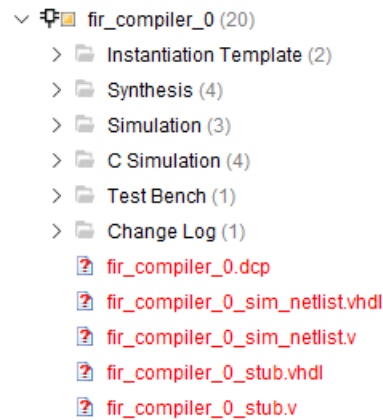 fir_compiler_0 (20)
Instantiation Template (2)
Synthesis (4)
Simulation (3)
C Simulation (4)
Test Bench (1)
Change Log (1)
fir_compiler_0.dcp
fir_compiler_0_sim_netlist.vhdl
fir_compiler_0_sim_netlist.v
fir_compiler_0_stub.vhdl
fir_compiler_0_stub.v